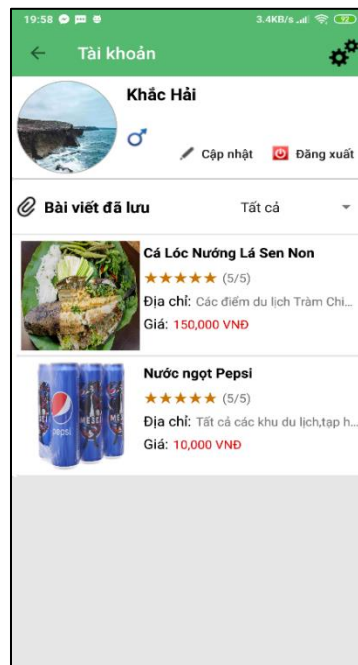 19:58 3.4KB/s 92
Tài khoản
Khắc Hải
Cập nhật Đăng xuất
Bài viết đã lưu Tất cả
Cá Lóc Nướng Lá Sen Non
★★★★★ (5/5)
Địa chỉ: Các điểm du lịch Tràm Chi...
Giá: 150,000 VNĐ
Nước ngọt Pepsi
★★★★★ (5/5)
Địa chỉ: Tất cả các khu du lịch,tạp h...
Giá: 10,000 VNĐ
pepsi